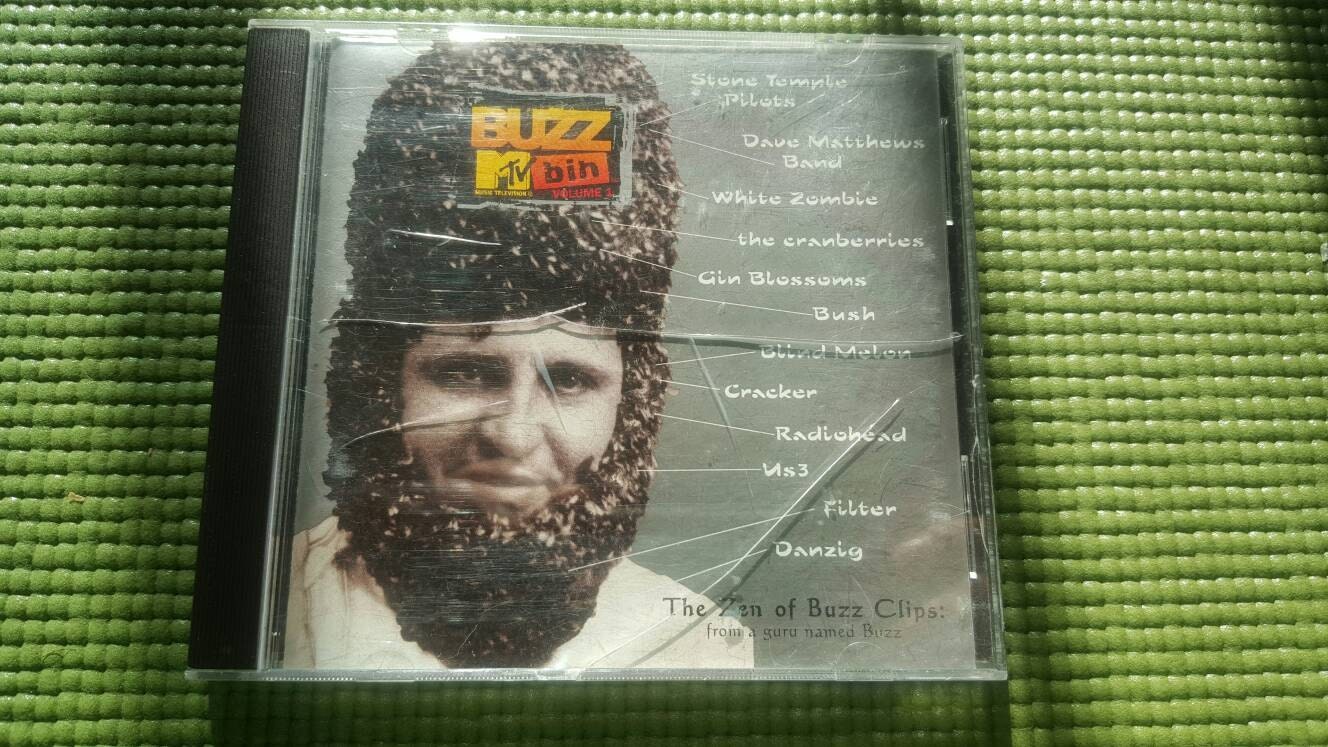 BUZZ
MTV bin
MUSIC TELEVISION ®
VOLUME 1
Stone Temple
Pilots
Dave Matthews
Band
White Zombie
the cranberries
Gin Blossoms
Bush
Blind Melon
Cracker
Radiohead
Us3
Filter
Danzig
The Zen of Buzz Clips:
from a guru named Buzz